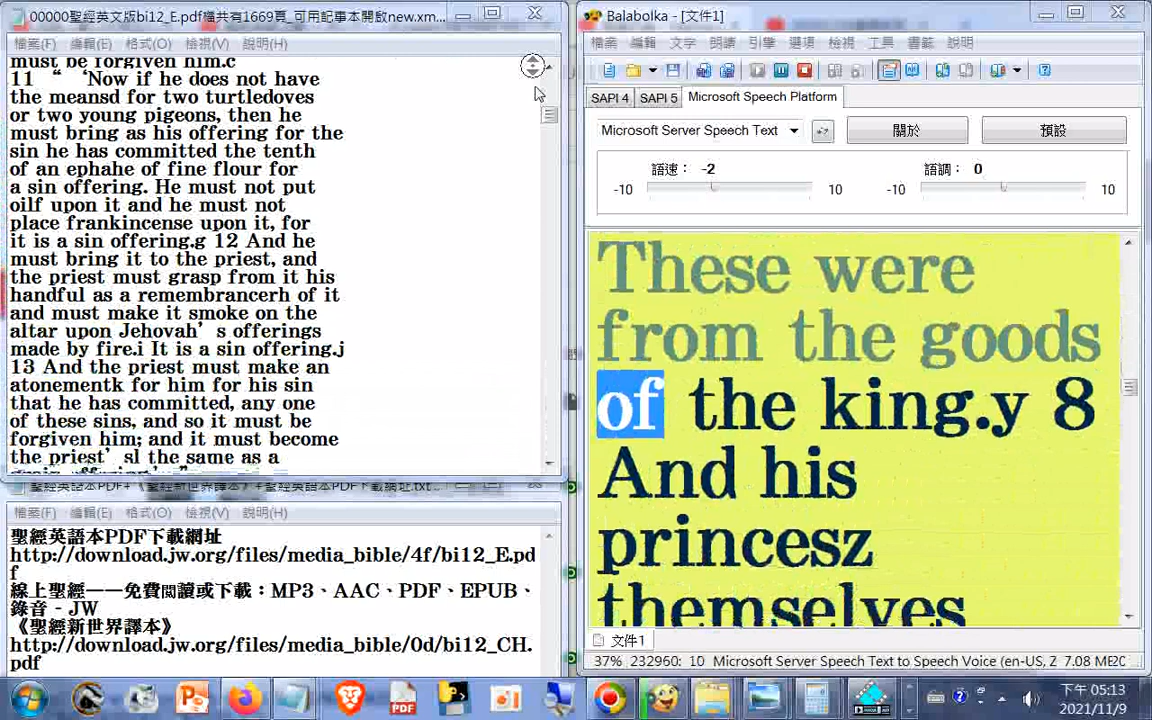 00000聖經英文版bi12_E.pdf檔共有1669頁_可用記事本開啟new.xm...
檔案(F) 編輯(E) 格式(O) 檢視(V) 說明(H)
must be forgiven him.c
11 “ ‘Now if he does not have
the meansd for two turtledoves
or two young pigeons, then he
must bring as his offering for the
sin he has committed the tenth
of an ephahe of fine flour for
a sin offering. He must not put
oilf upon it and he must not
place frankincense upon it, for
it is a sin offering.g 12 And he
must bring it to the priest, and
the priest must grasp from it his
handful as a remembrancerh of it
and must make it smoke on the
altar upon Jehovah’s offerings
made by fire.i It is a sin offering.j
13 And the priest must make an
atonementk for him for his sin
that he has committed, any one
of these sins, and so it must be
forgiven him; and it must become
the priest’sl the same as a
grain offering.’”
聖經英語本PDF+《聖經新世界譯本》+聖經英語本PDF下載網址.txt...
檔案(F) 編輯(E) 格式(O) 檢視(V) 說明(H)
聖經英語本PDF下載網址
http://download.jw.org/files/media_bible/4f/bi12_E.pd
f
線上聖經——免費閱讀或下載：MP3、AAC、PDF、EPUB、
錄音 - JW
《聖經新世界譯本》
http://download.jw.org/files/media_bible/0d/bi12_CH.
pdf
Balabolka - [文件1]
檔案 編輯 文字 朗讀 引擎 選項 檢視 工具 書籤 說明
SAPI 4 SAPI 5 Microsoft Speech Platform
Microsoft Server Speech Text 關於 預設
語速： -2 語調： 0
-10 10 -10 10
These were
from the goods
of the king.y 8
And his
princesz
themselves
文件1
37% 232960: 10 Microsoft Server Speech Text to Speech Voice (en-US, Z 7.08 ME2C
PDF
下午 05:13
2021/11/9